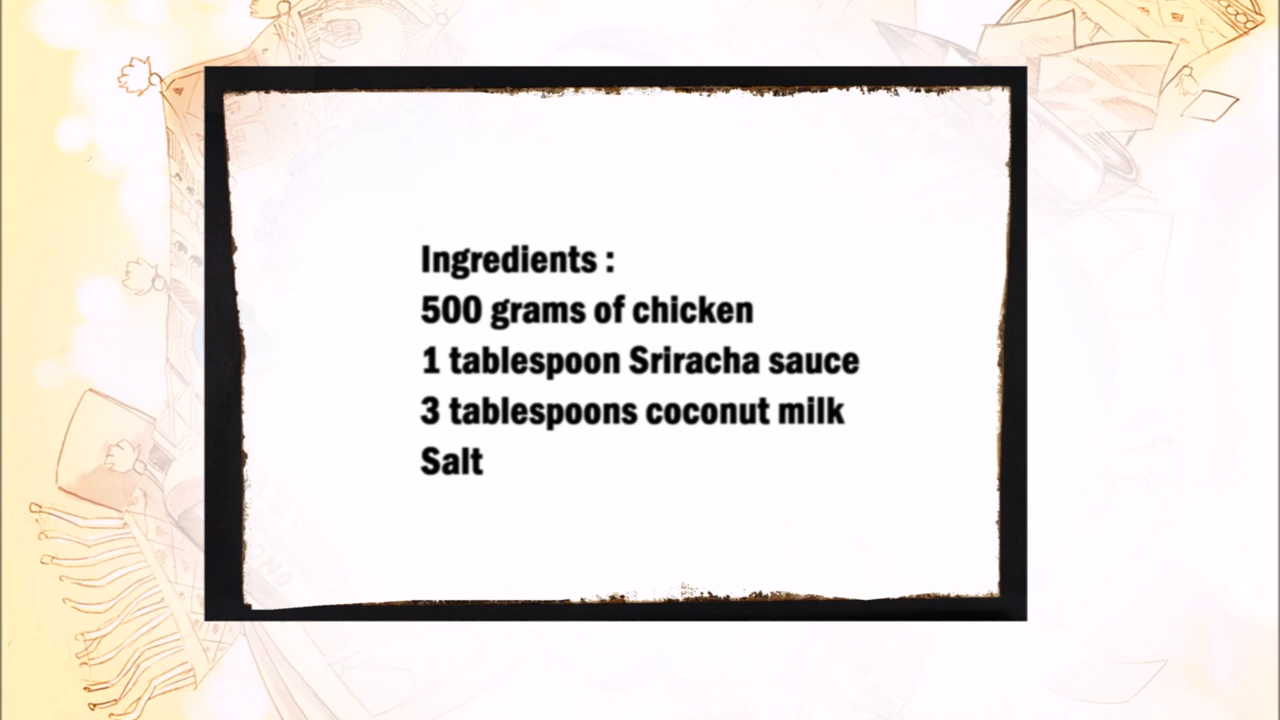 Ingredients :
500 grams of chicken
1 tablespoon Sriracha sauce
3 tablespoons coconut milk
Salt